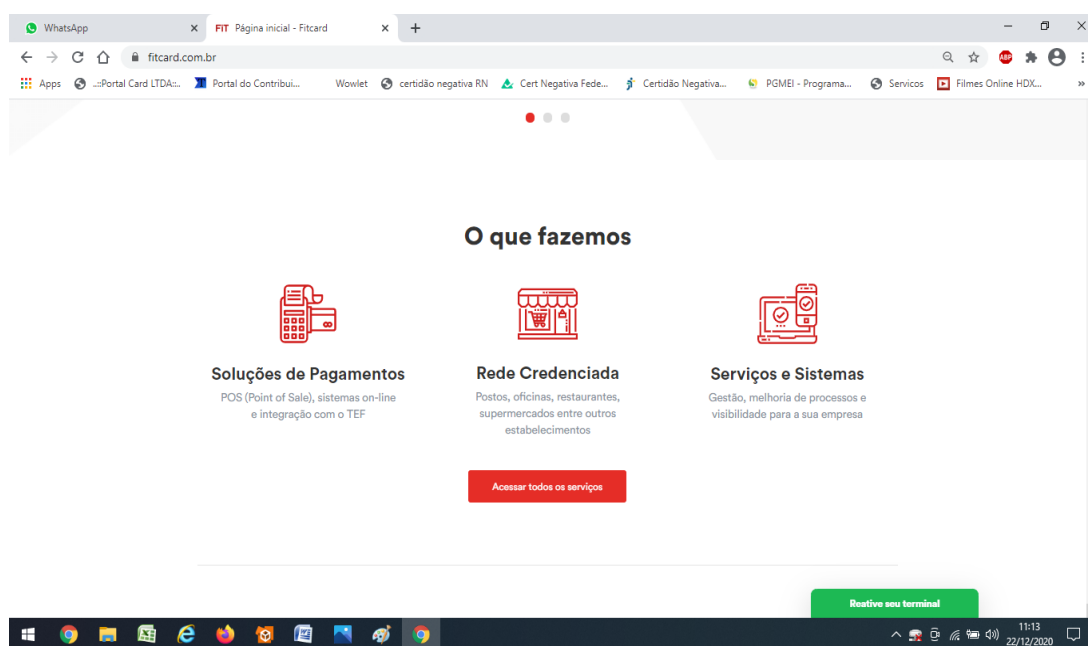 WhatsApp
FIT Página inicial - Fitcard
fitcard.com.br
ABP
Apps
..::Portal Card LTDA::..
Portal do Contribui...
Wowlet
certidão negativa RN
Cert Negativa Fede...
Certidão Negativa...
PGMEI - Programa...
Servicos
Filmes Online HDX...
»
O que fazemos
Soluções de Pagamentos
POS (Point of Sale), sistemas on-line
e integração com o TEF
Rede Credenciada
Postos, oficinas, restaurantes,
supermercados entre outros
estabelecimentos
Serviços e Sistemas
Gestão, melhoria de processos e
visibilidade para a sua empresa
Acessar todos os serviços
Reative seu terminal
11:13
22/12/2020